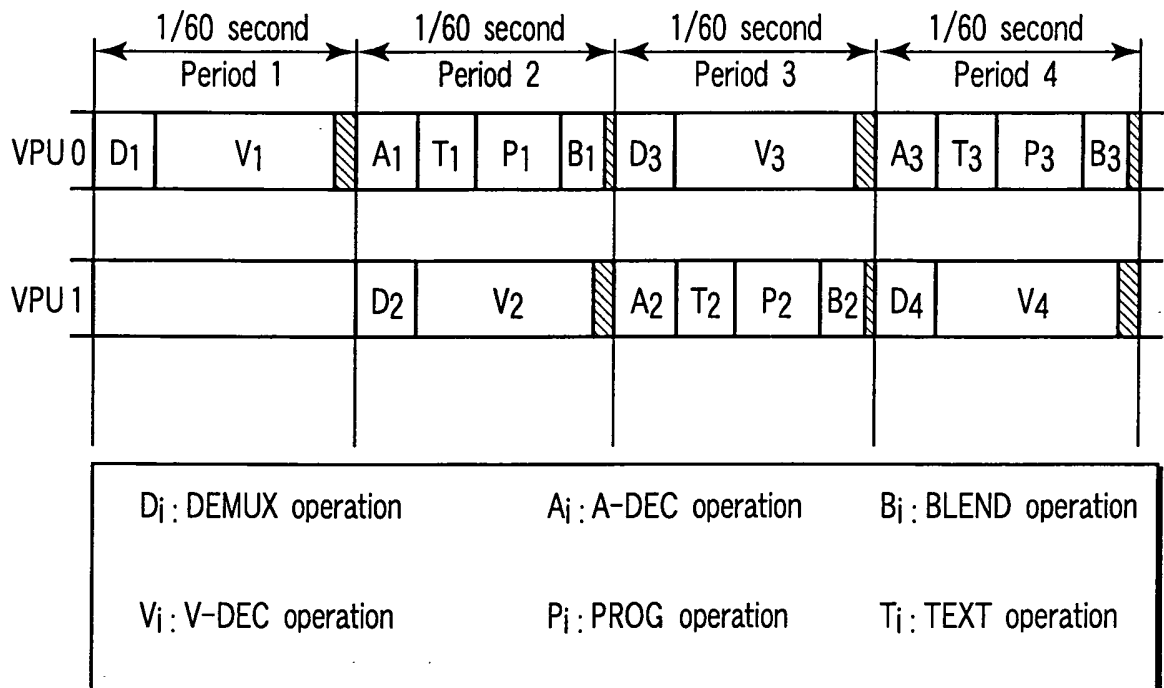 1/60 second 1/60 second 1/60 second 1/60 second
Period 1 Period 2 Period 3 Period 4
VPU 0 D1 V1 A1 T1 P1 B1 D3 V3 A3 T3 P3 B3
VPU 1 D2 V2 A2 T2 P2 B2 D4 V4
Di : DEMUX operation Ai : A-DEC operation Bi : BLEND operation
Vi : V-DEC operation Pi : PROG operation Ti : TEXT operation